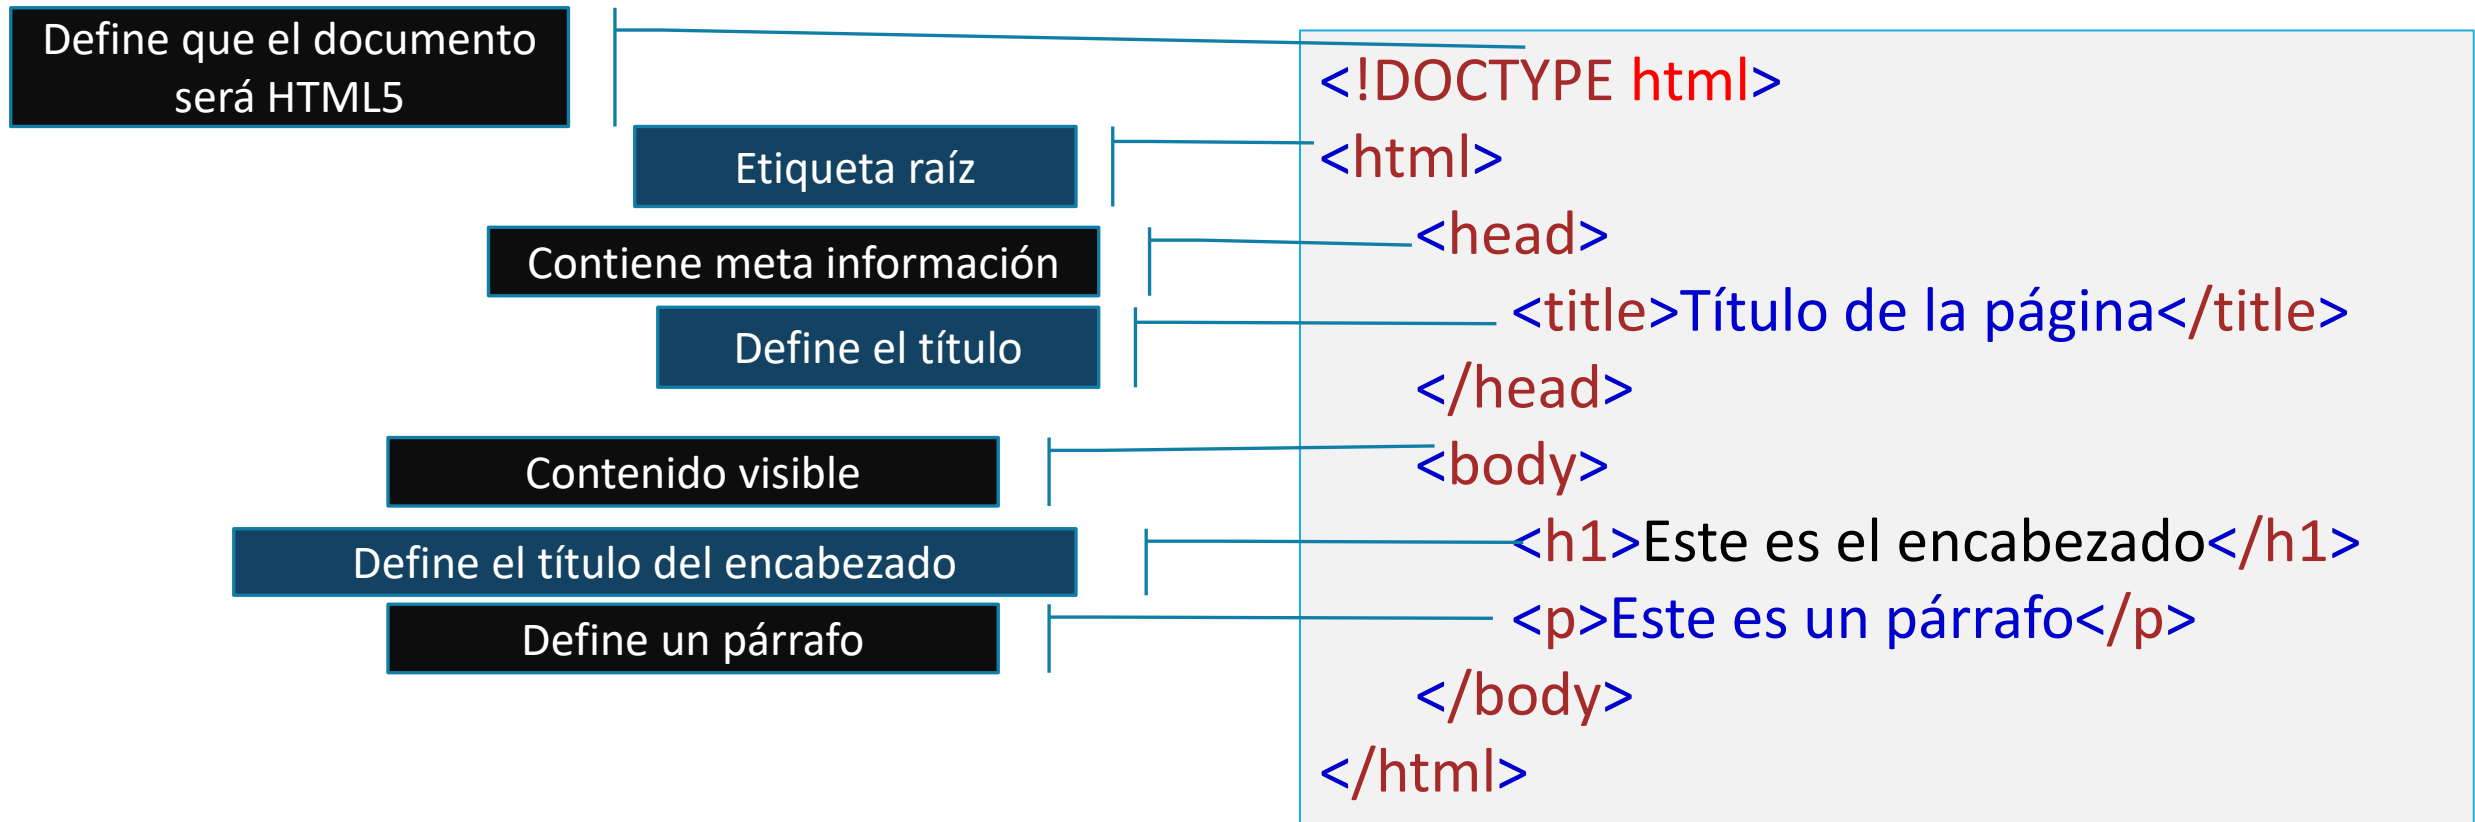 Define que el documento
será HTML5
Etiqueta raíz
Contiene meta información
Define el título
Contenido visible
Define el título del encabezado
Define un párrafo
<!DOCTYPE html>
<html>
<head>
<title>Título de la página</title>
</head>
<body>
<h1>Este es el encabezado</h1>
<p>Este es un párrafo</p>
</body>
</html>